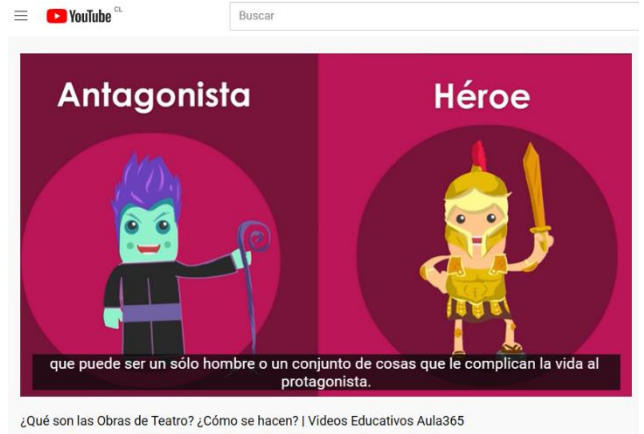 YouTube CL
Buscar
Antagonista
Héroe
que puede ser un sólo hombre o un conjunto de cosas que le complican la vida al
protagonista.
¿Qué son las Obras de Teatro? ¿Cómo se hacen? | Videos Educativos Aula365